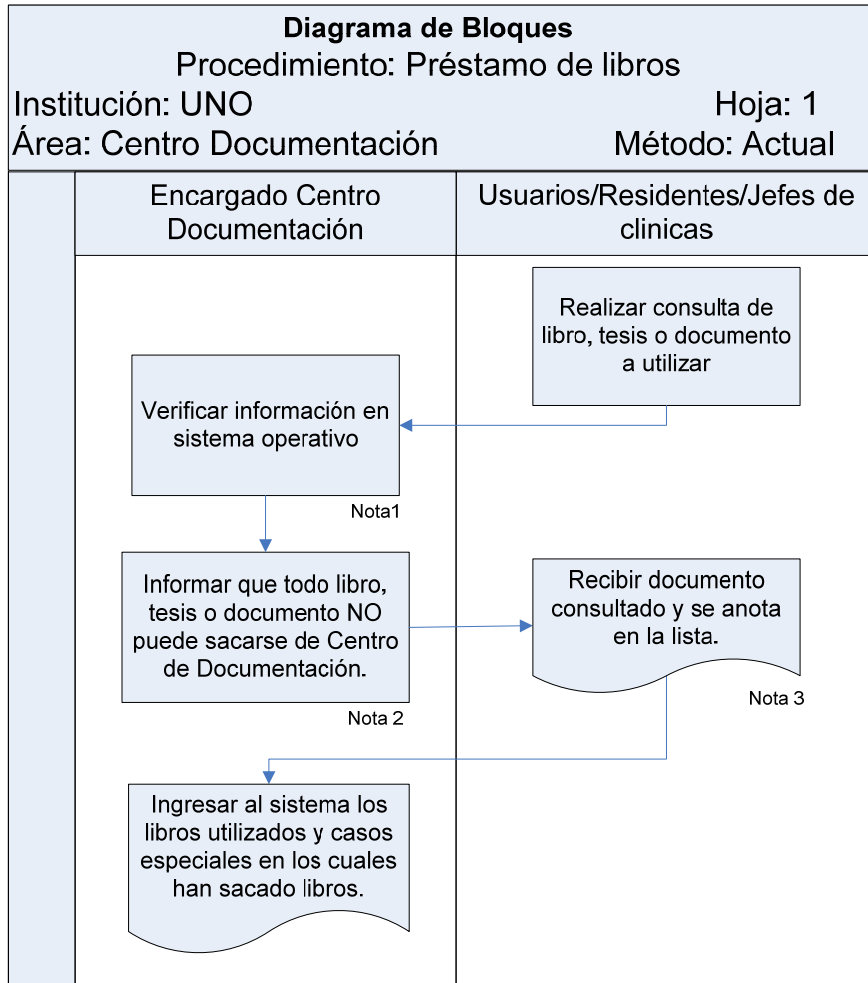 Diagrama de Bloques
Procedimiento: Préstamo de libros
Institución: UNO Hoja: 1
Área: Centro Documentación Método: Actual
Encargado Centro
Documentación
Usuarios/Residentes/Jefes de
clinicas
Realizar consulta de
libro, tesis o documento
a utilizar
Verificar información en
sistema operativo
Nota1
Informar que todo libro,
tesis o documento NO
puede sacarse de Centro
de Documentación.
Nota 2
Recibir documento
consultado y se anota
en la lista.
Nota 3
Ingresar al sistema los
libros utilizados y casos
especiales en los cuales
han sacado libros.